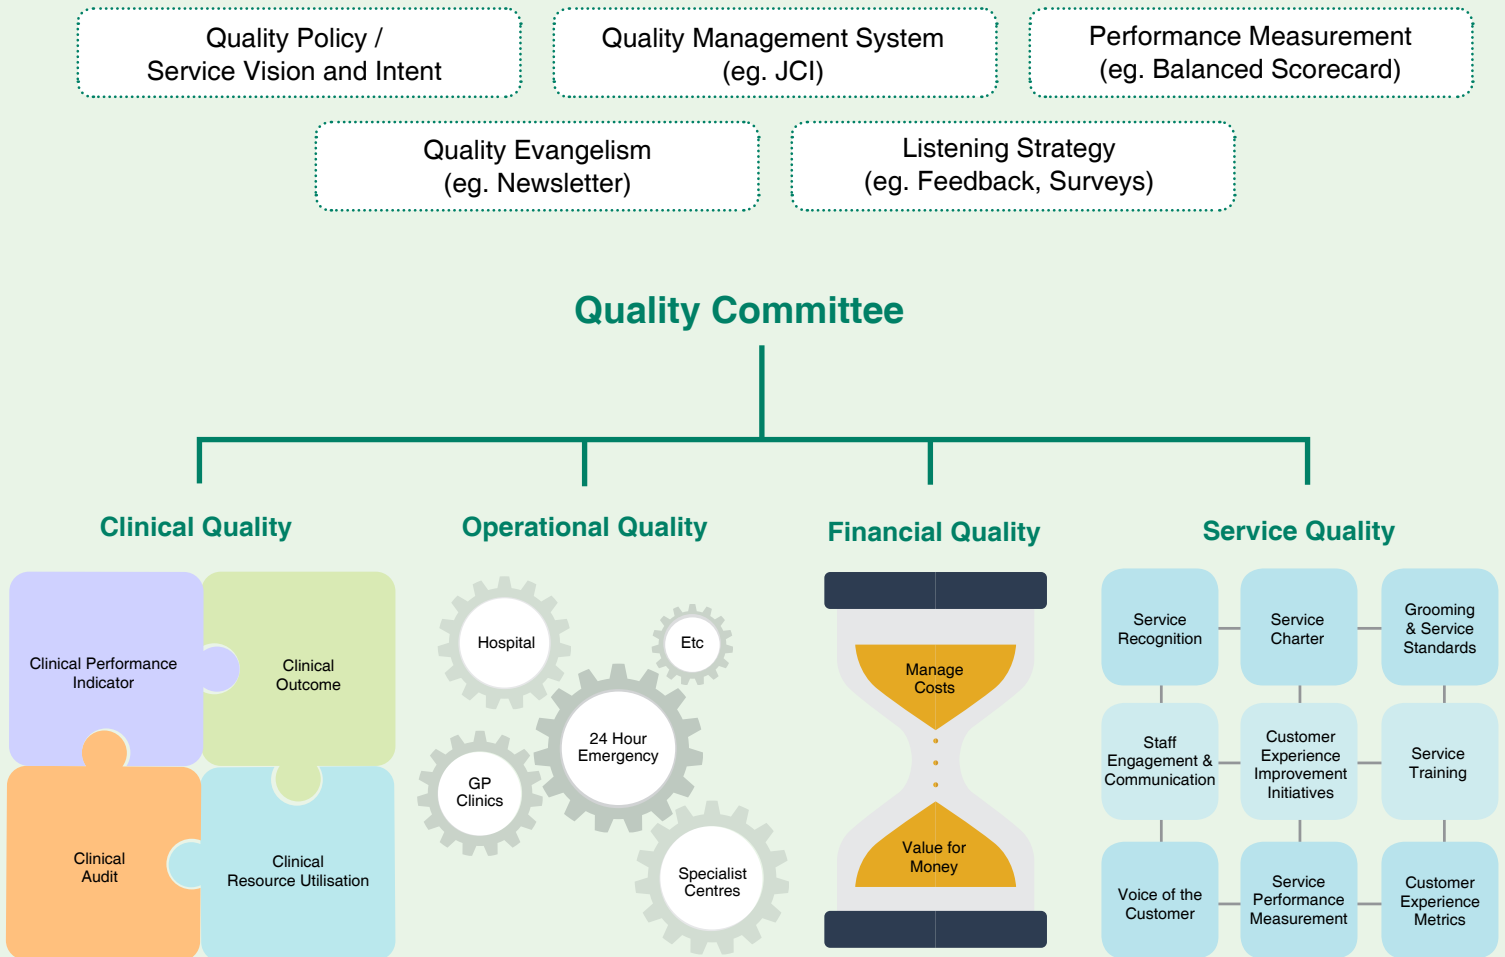 Quality Policy /
Service Vision and Intent
Quality Management System
(eg. JCI)
Performance Measurement
(eg. Balanced Scorecard)
Quality Evangelism
(eg. Newsletter)
Listening Strategy
(eg. Feedback, Surveys)
Quality Committee
Clinical Quality
Clinical Performance
Indicator
Clinical
Outcome
Clinical
Audit
Clinical
Resource Utilisation
Operational Quality
Hospital
Etc
24 Hour
Emergency
GP
Clinics
Specialist
Centres
Financial Quality
Manage
Costs
Value for
Money
Service Quality
Service
Recognition
Service
Charter
Grooming
& Service
Standards
Staff
Engagement &
Communication
Customer
Experience
Improvement
Initiatives
Service
Training
Voice of the
Customer
Service
Performance
Measurement
Customer
Experience
Metrics